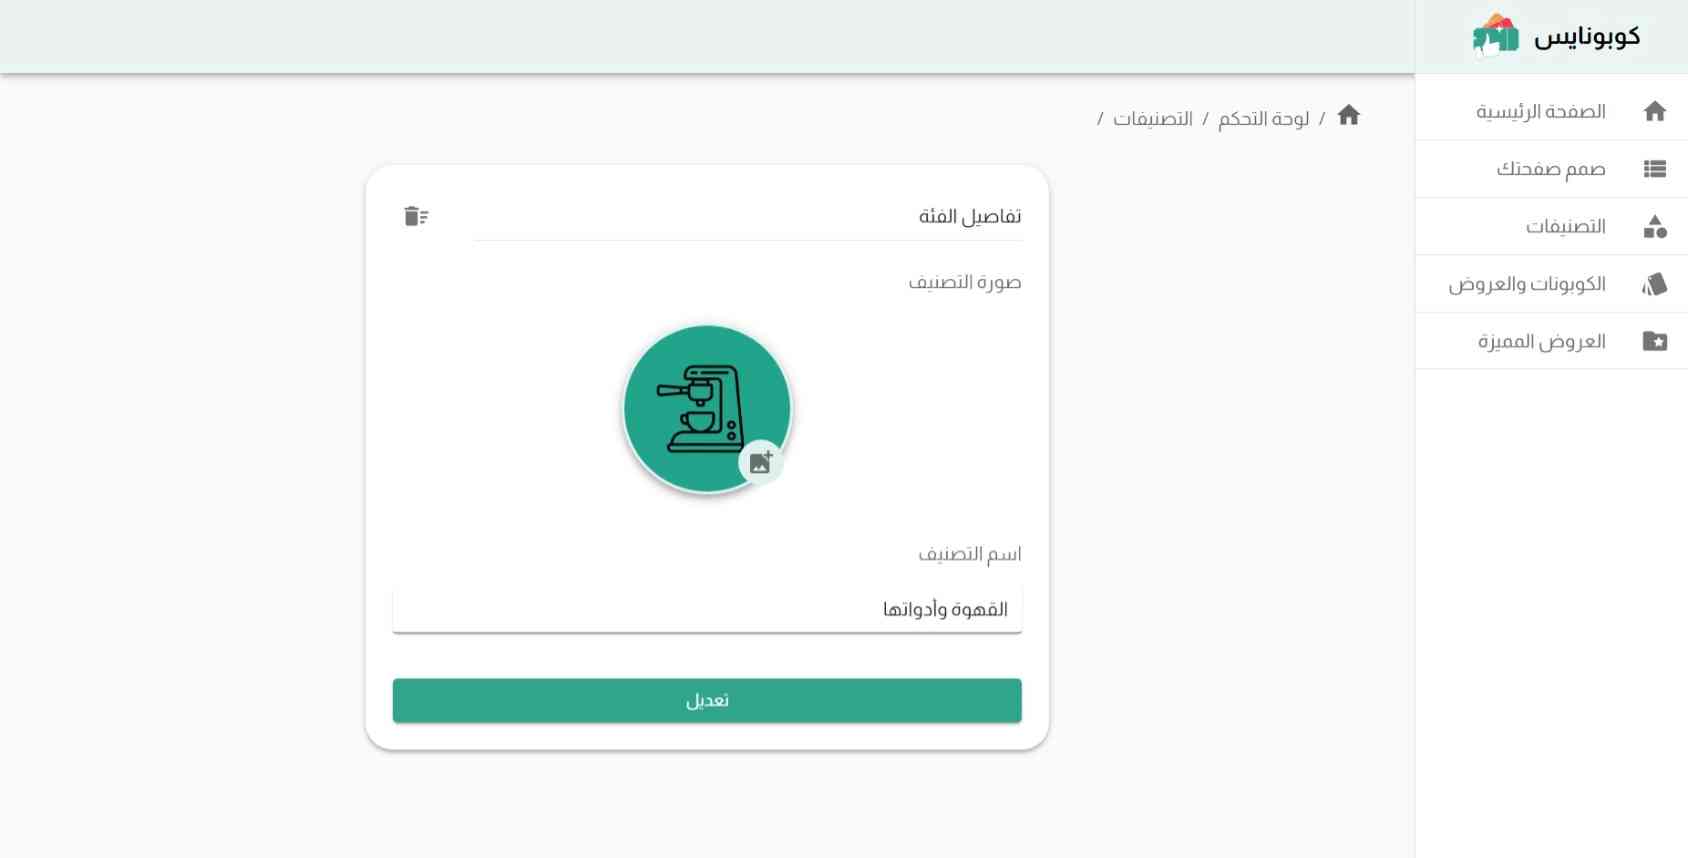 كوبونايس
الصفحة الرئيسية
صمم صفحتك
التصنيفات
الكوبونات والعروض
العروض المميزة
/ لوحة التحكم / التصنيفات /
تفاصيل الفئة
صورة التصنيف
اسم التصنيف
القهوة وأدواتها
تعديل